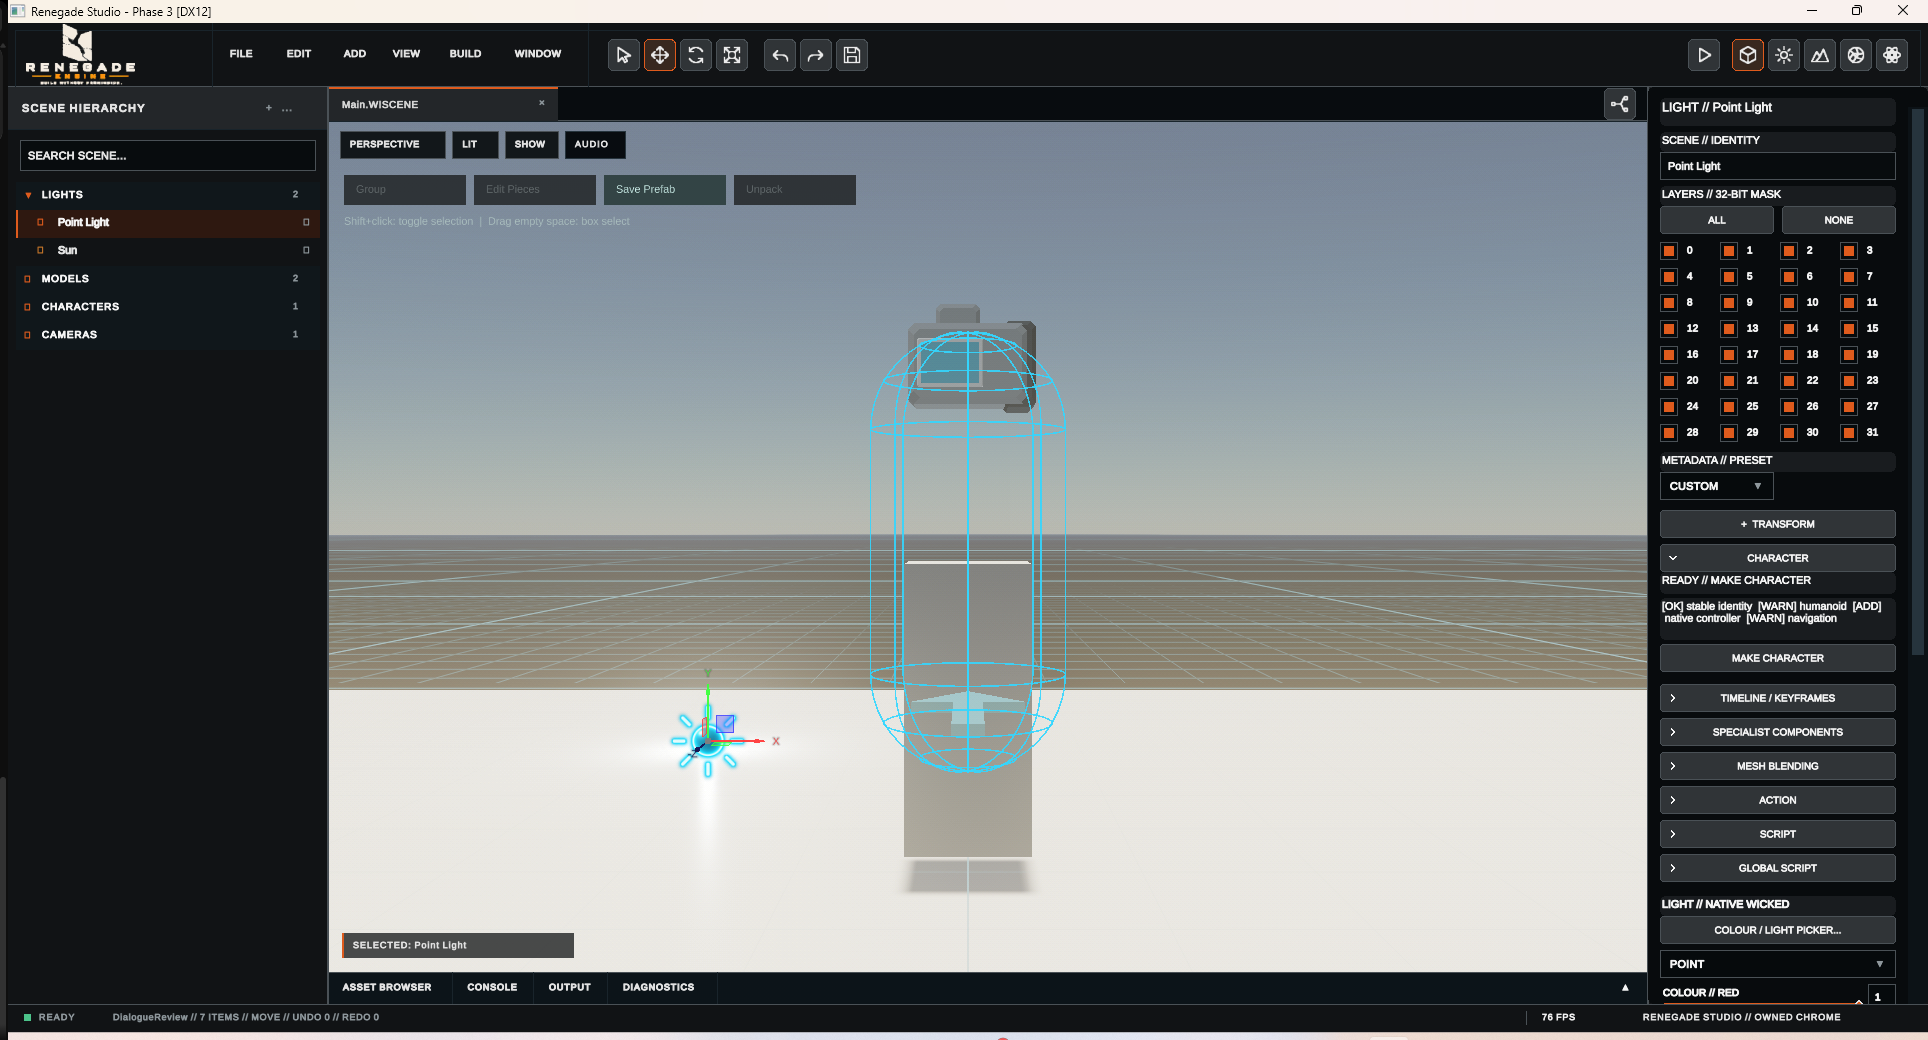 Renegade Studio - Phase 3 [DX12]
RENEGADE
ENGINE
BUILD WITHOUT PERMISSION.
FILE EDIT ADD VIEW BUILD WINDOW
SCENE HIERARCHY + ...
SEARCH SCENE...
LIGHTS 2
Point Light
Sun
MODELS 2
CHARACTERS 1
CAMERAS 1
Main.WISCENE ×
PERSPECTIVE LIT SHOW AUDIO
Group Edit Pieces Save Prefab Unpack
Shift+click: toggle selection | Drag empty space: box select
Y
X
Z
SELECTED: Point Light
ASSET BROWSER CONSOLE OUTPUT DIAGNOSTICS
LIGHT // Point Light
SCENE // IDENTITY
Point Light
LAYERS // 32-BIT MASK
ALL NONE
0 1 2 3
4 5 6 7
8 9 10 11
12 13 14 15
16 17 18 19
20 21 22 23
24 25 26 27
28 29 30 31
METADATA // PRESET
CUSTOM
+ TRANSFORM
CHARACTER
READY // MAKE CHARACTER
[OK] stable identity [WARN] humanoid [ADD]
native controller [WARN] navigation
MAKE CHARACTER
TIMELINE / KEYFRAMES
SPECIALIST COMPONENTS
MESH BLENDING
ACTION
SCRIPT
GLOBAL SCRIPT
LIGHT // NATIVE WICKED
COLOUR / LIGHT PICKER...
POINT
COLOUR // RED 1
READY DialogueReview // 7 ITEMS // MOVE // UNDO 0 // REDO 0 76 FPS RENEGADE STUDIO // OWNED CHROME